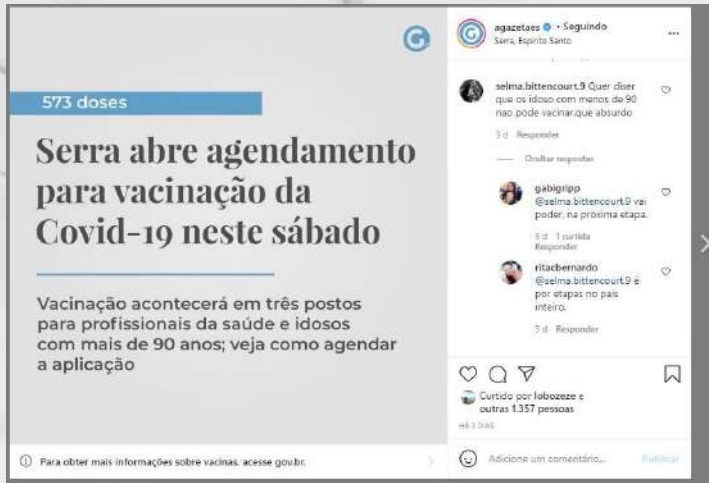 573 doses
Serra abre agendamento
para vacinação da
Covid-19 neste sábado
Vacinação acontecerá em três postos
para profissionais da saúde e idosos
com mais de 90 anos; veja como agendar
a aplicação
Para obter mais informações sobre vacinas, acesse gov.br.
agazetaes • Seguindo
Serra, Espírito Santo
selma.bittencourt.9 Quer diser
que os idoso com menos de 90
nao pode vacinar,que absurdo
3 d Responder
Ocultar respostas
gabigripp
@selma.bittencourt.9 vai
poder, na próxima etapa.
3 d 1 curtida
Responder
ritacbernardo
@selma.bittencourt.9 é
por etapas no país
inteiro.
3 d Responder
Curtido por lobozeze e
outras 1.357 pessoas
HÁ 3 DIAS
Adicione um comentário...
Publicar